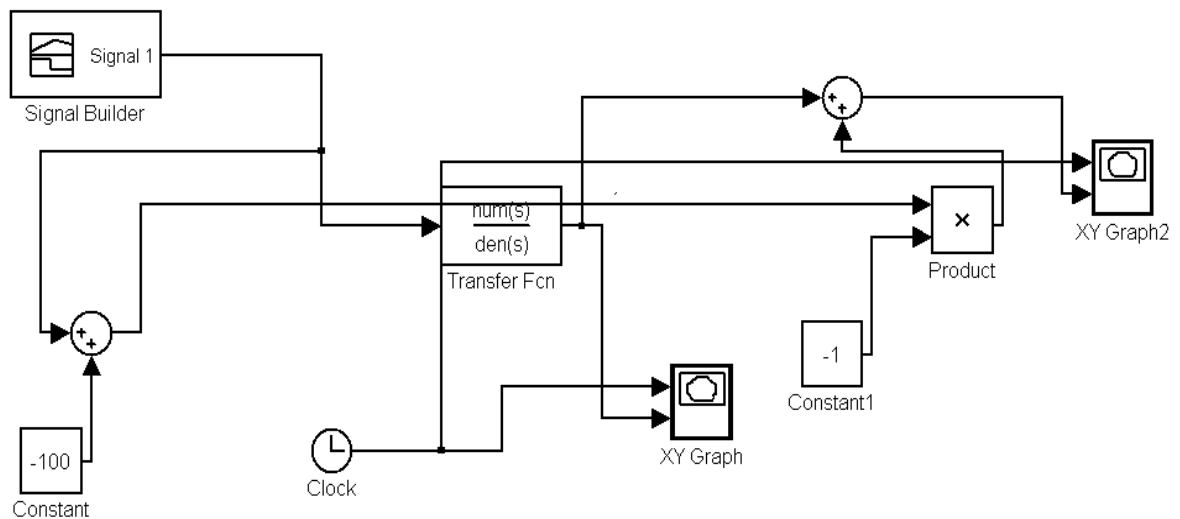 Signal 1
Signal Builder
+
+
XY Graph2
num(s)
den(s)
Transfer Fcn
×
Product
+
+
-1
Constant1
XY Graph
-100
Constant
Clock